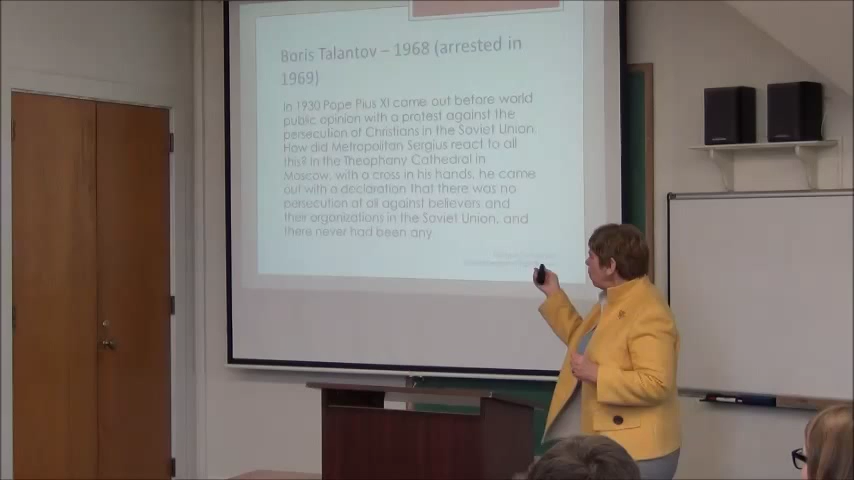 Boris Talantov – 1968 (arrested in
1969)
In 1930 Pope Pius XI came out before world
public opinion with a protest against the
persecution of Christians in the Soviet Union.
How did Metropolitan Sergius react to all
this? In the Theophany Cathedral in
Moscow, with a cross in his hands, he came
out with a declaration that there was no
persecution at all against believers and
their organizations in the Soviet Union, and
there never had been any